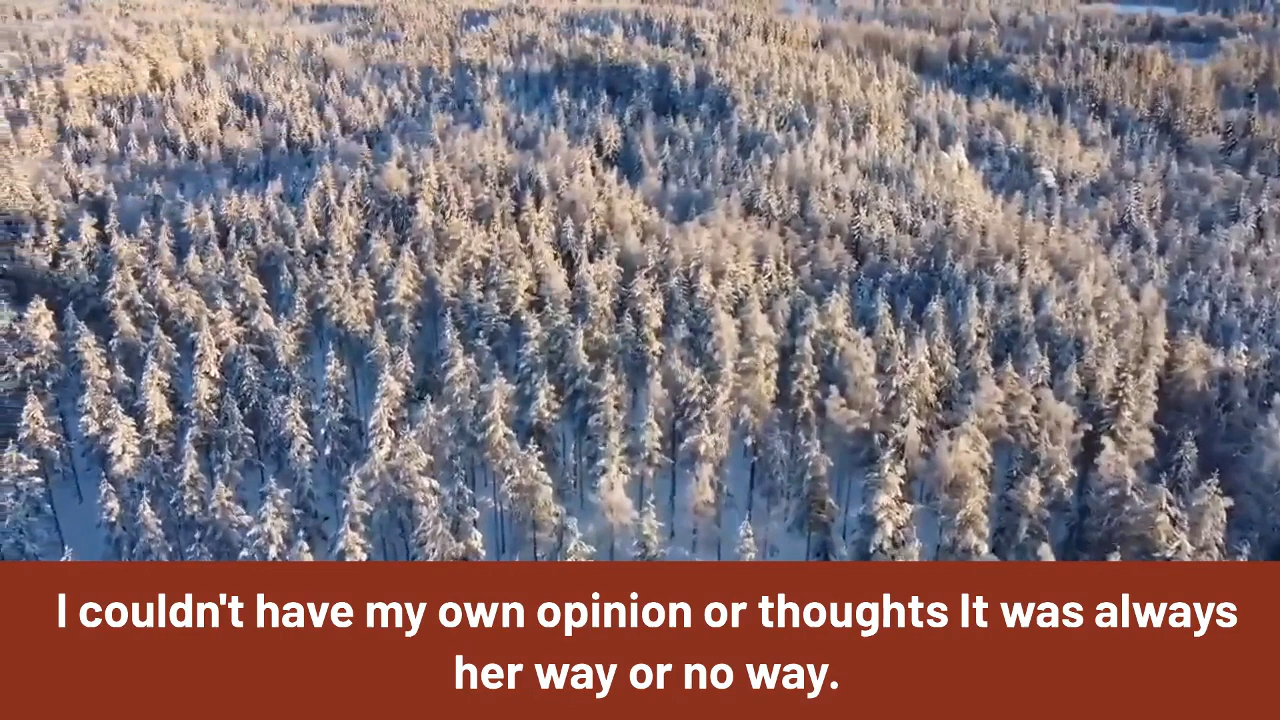 I couldn't have my own opinion or thoughts It was always
her way or no way.